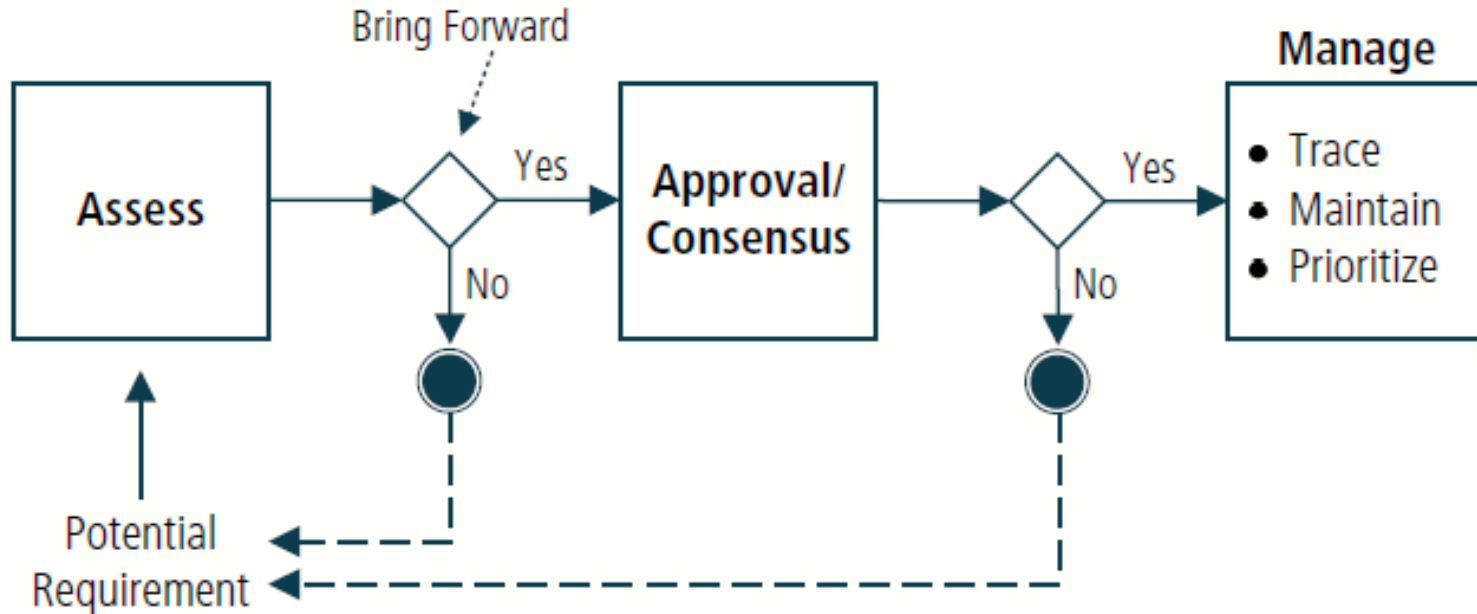 Bring Forward
Manage
Assess
Yes
No
Approval/
Consensus
Yes
No
● Trace
● Maintain
● Prioritize
Potential
Requirement